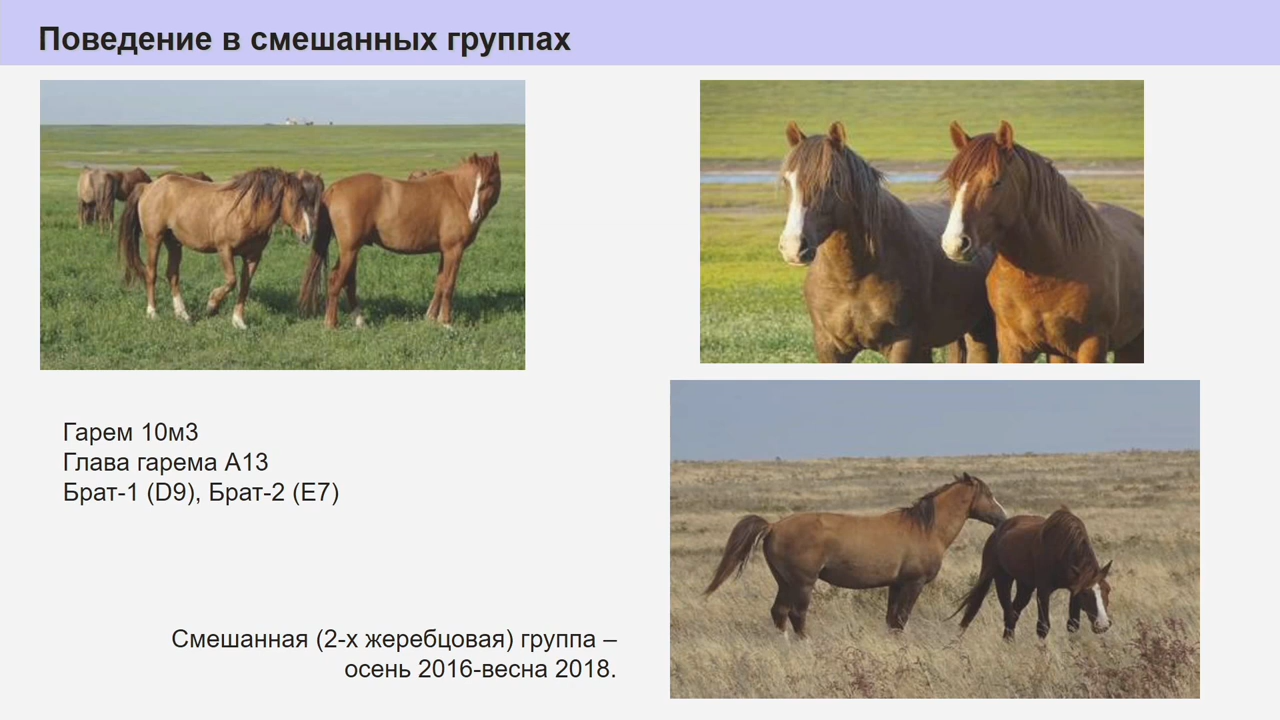 Поведение в смешанных группах
Гарем 10м3
Глава гарема А13
Брат-1 (D9), Брат-2 (Е7)
Смешанная (2-х жеребцовая) группа –
осень 2016-весна 2018.